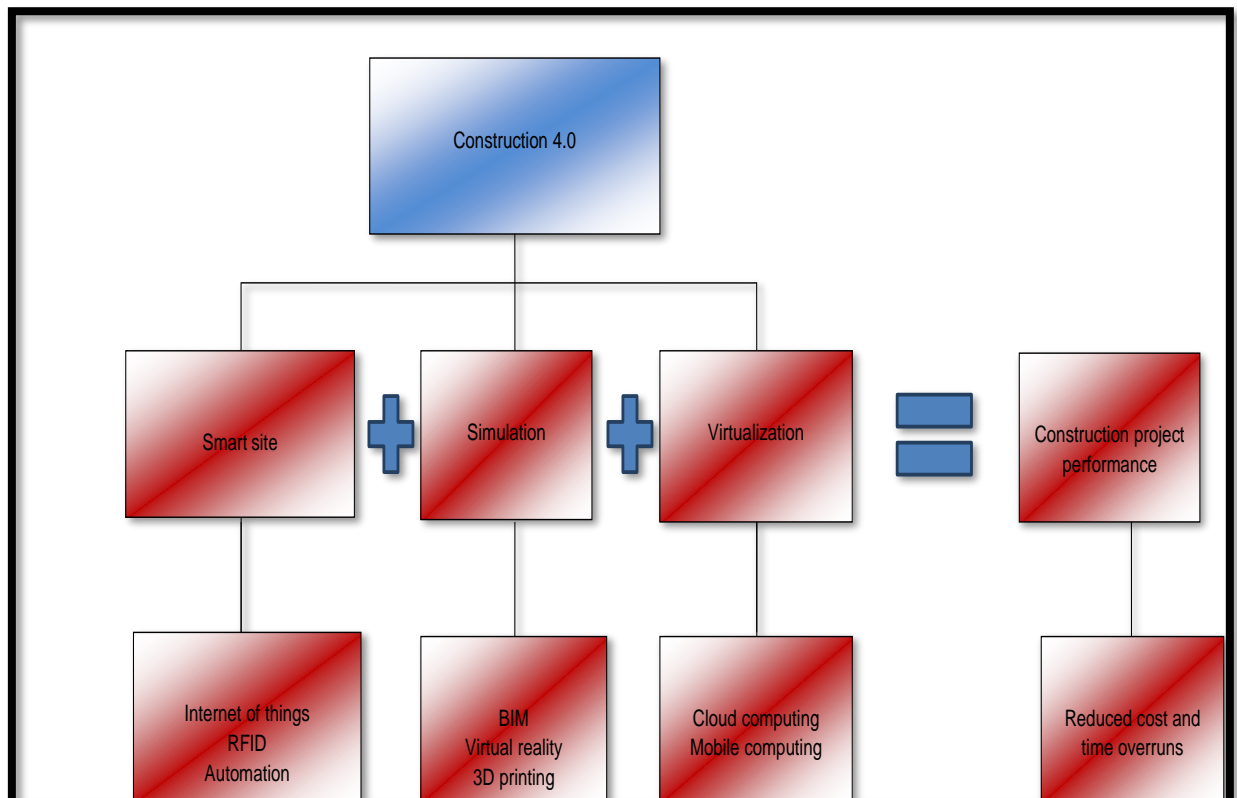 Construction 4.0
Smart site
Simulation
Virtualization
Construction project
performance
Internet of things
RFID
Automation
BIM
Virtual reality
3D printing
Cloud computing
Mobile computing
Reduced cost and
time overruns